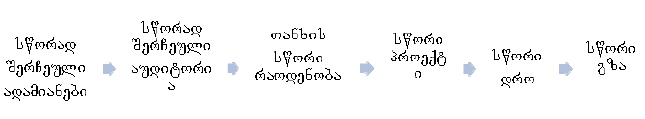 სწორად
შერჩეული
ადამიანები
სწორად
შერჩეული
აუდიტორი
ა
თანხის
სწორი
რაოდენობა
სწორი
პროექტ
ი
სწორი
დრო
სწორი
გზა